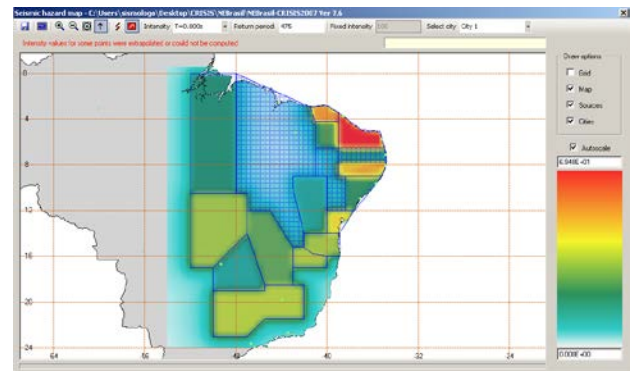 Seismic hazard map - C:\Users\sismologo\Desktop\CRISIS\NEBrasil\NEBrasil-CRISIS2007 Ver 7.6
Intensity T=0.000s Return period: 475 Fixed intensity 100 Select city City 1
Intensity values for some points were extrapolated or could not be computed
Draw options
Grid
Map
Sources
Cities
Autoscale
6.948E +01
0.000E +00
0
-4
-8
-12
-16
-20
-24
-64
-56
-48
-40
-32
-24